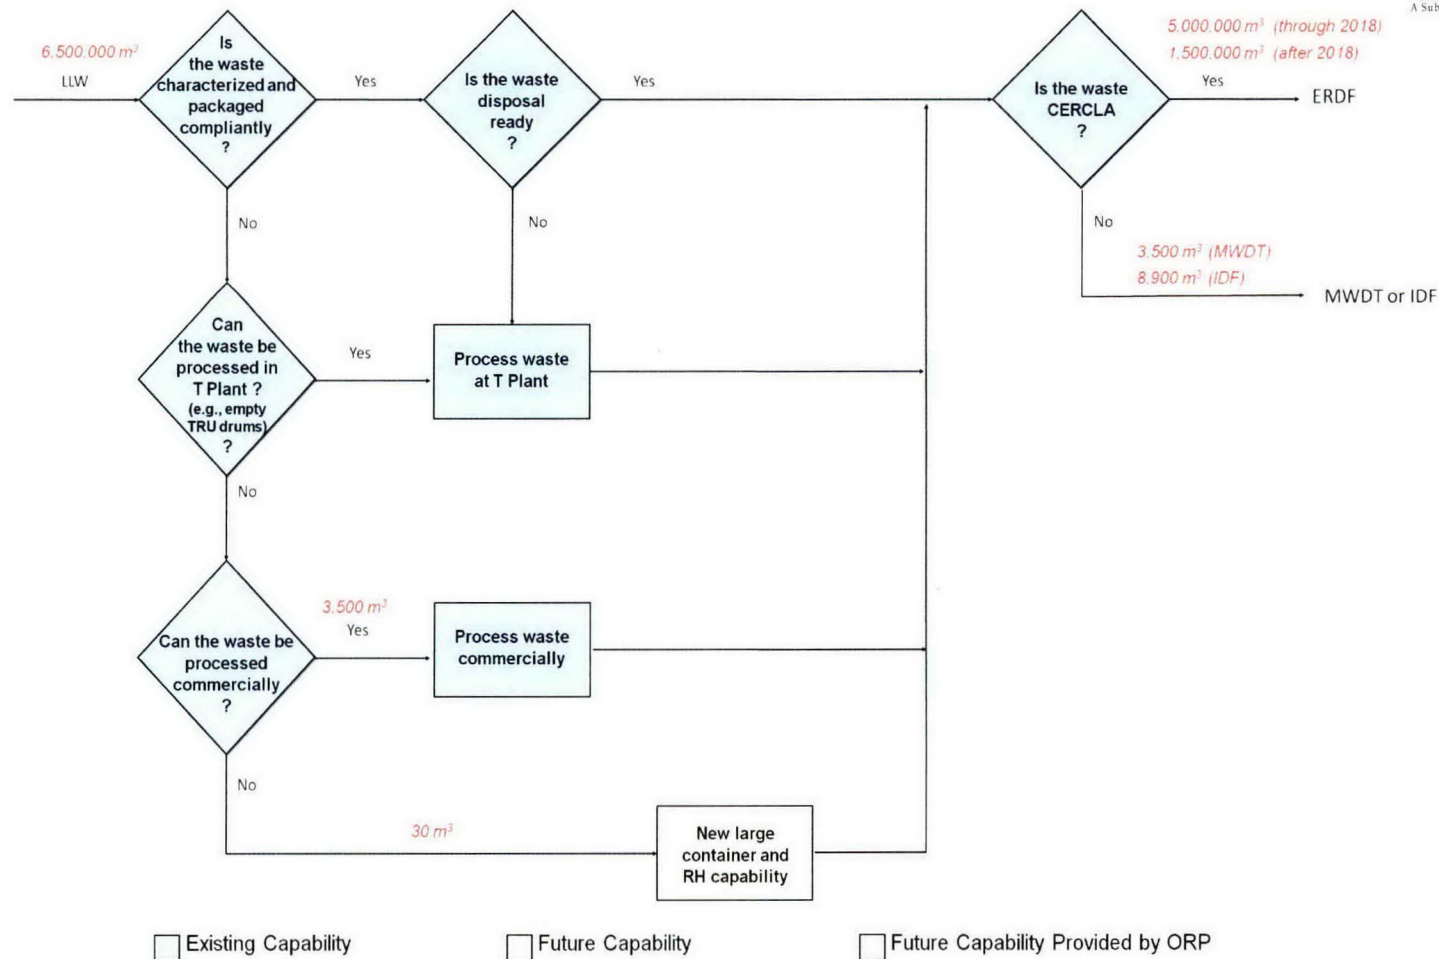 A Sub
6.500.000 m³
LLW
Is
the waste
characterized and
packaged
compliantly
?
Yes
Is the waste
disposal
ready
?
Yes
Is the waste
CERCLA
?
5.000.000 m³ (through 2018)
1.500.000 m³ (after 2018)
Yes
ERDF
No
No
No
3.500 m³ (MWDT)
8.900 m³ (IDF)
MWDT or IDF
Can
the waste be
processed in
T Plant ?
(e.g., empty
TRU drums)
?
Yes
Process waste
at T Plant
No
Can the waste be
processed
commercially
?
3.500 m³
Yes
Process waste
commercially
No
30 m³
New large
container and
RH capability
Existing Capability
Future Capability
Future Capability Provided by ORP